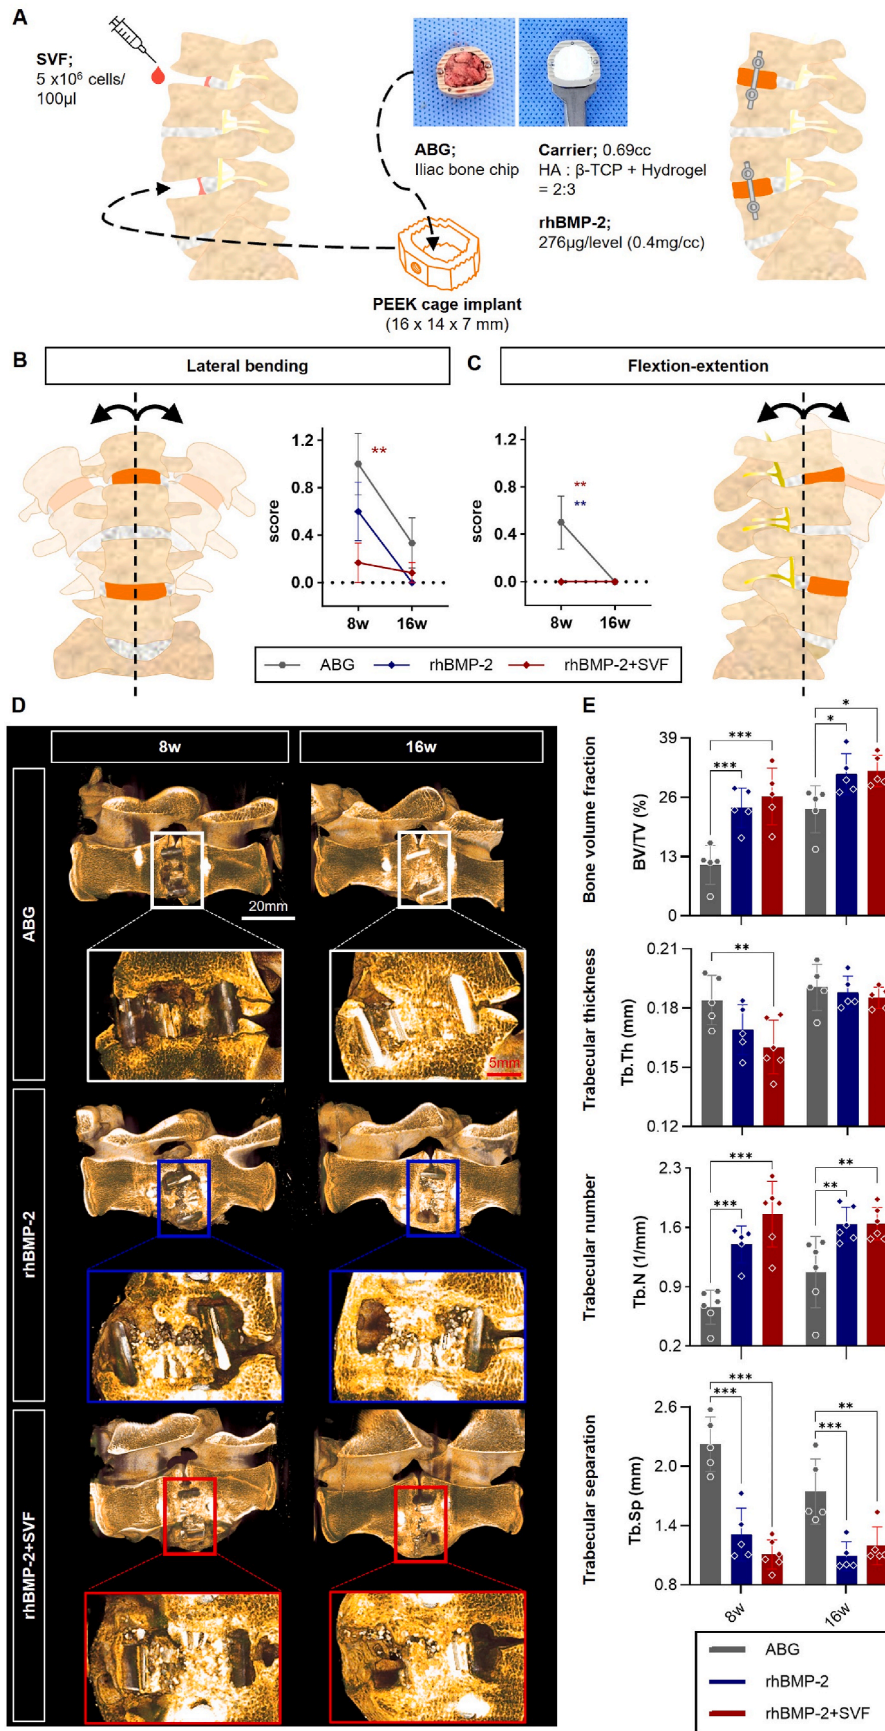 A
SVF;
5 x10⁶ cells/
100µl
ABG;
Iliac bone chip
Carrier; 0.69cc
HA : β-TCP + Hydrogel
= 2:3
rhBMP-2;
276µg/level (0.4mg/cc)
PEEK cage implant
(16 x 14 x 7 mm)
B
Lateral bending
score
1.2
0.8
0.4
0.0
**
8w
16w
C
Flextion-extention
score
1.2
0.8
0.4
0.0
**
**
8w
16w
ABG
rhBMP-2
rhBMP-2+SVF
D
8w
16w
ABG
20mm
5mm
rhBMP-2
rhBMP-2+SVF
E
Bone volume fraction
BV/TV (%)
39
26
13
0
***
***
*
*
Trabecular thickness
Tb.Th (mm)
0.21
0.18
0.15
0.12
**
Trabecular number
Tb.N (1/mm)
2.3
1.6
0.9
0.2
***
***
**
**
Trabecular separation
Tb.Sp (mm)
2.6
2.0
1.4
0.8
***
***
**
***
8w
16w
ABG
rhBMP-2
rhBMP-2+SVF